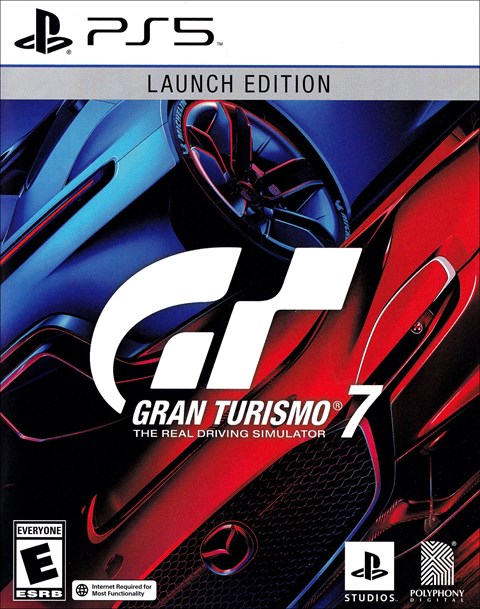 PS5
LAUNCH EDITION
MICHELIN
GT
GRAN TURISMO® 7
THE REAL DRIVING SIMULATOR
EVERYONE
E
ESRB
Internet Required for
Most Functionality
STUDIOS
POLYPHONY
DIGITAL